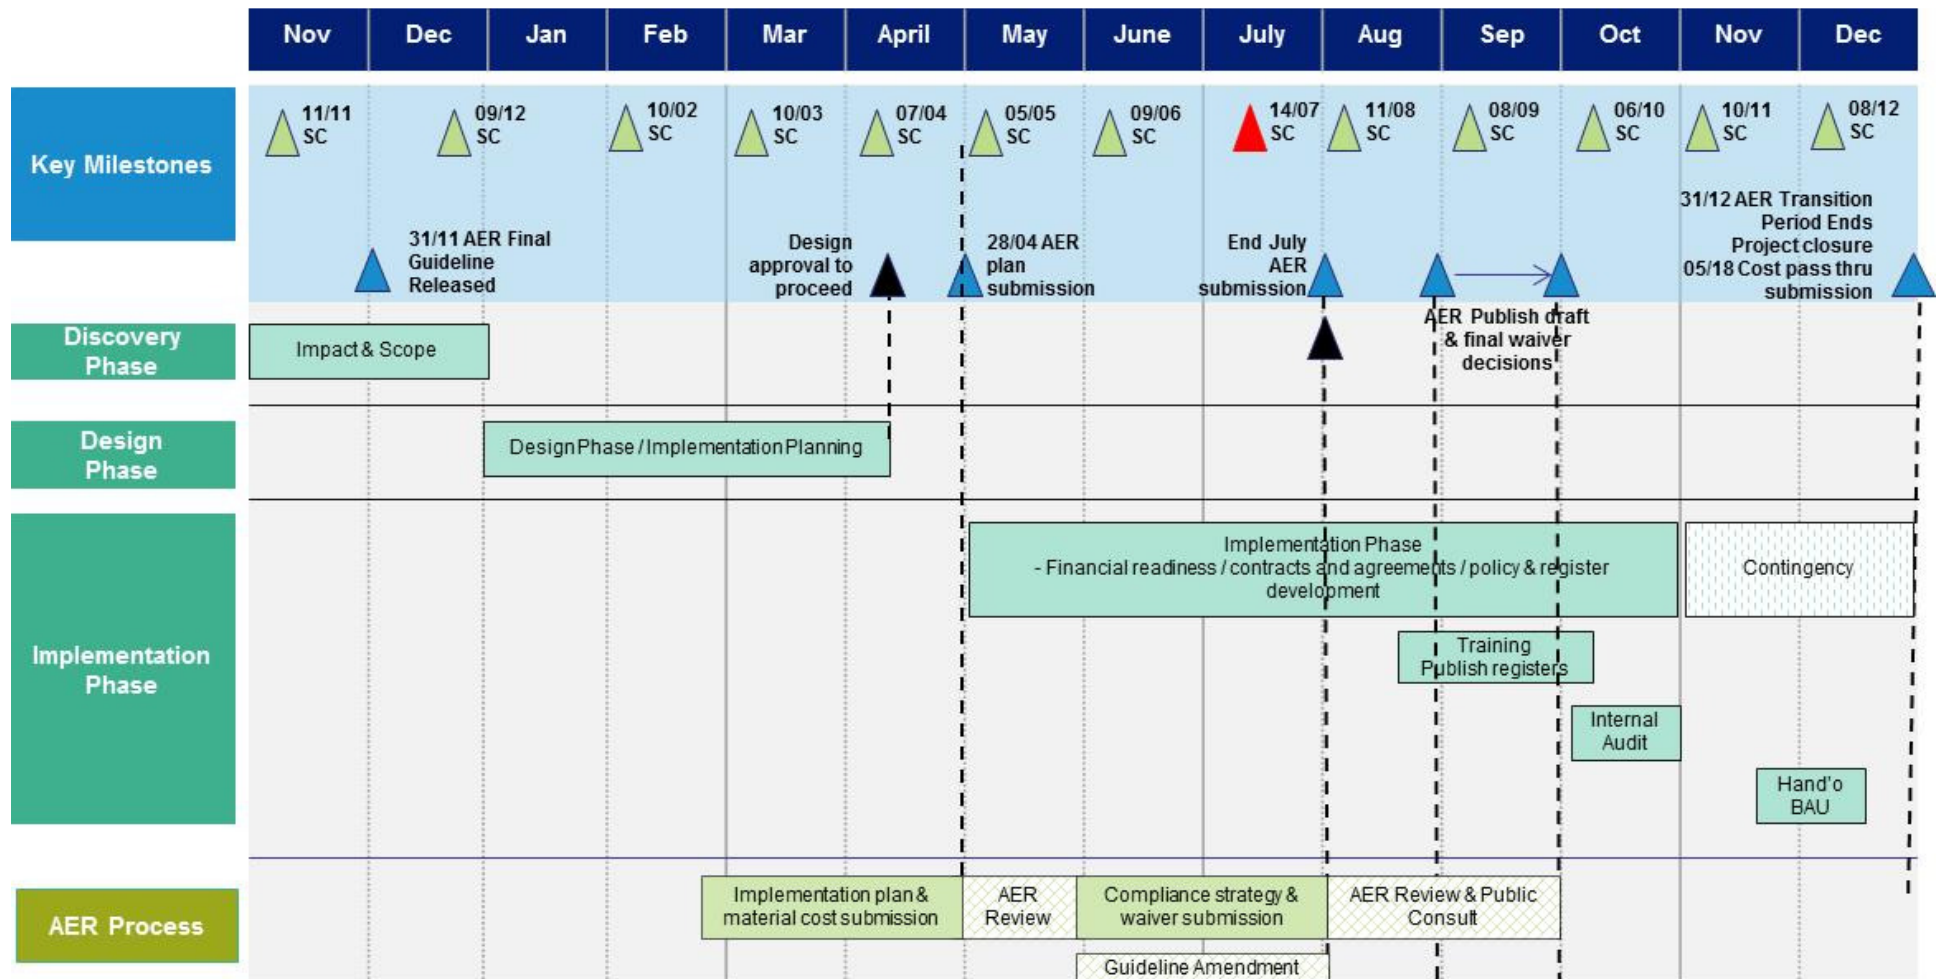 Nov Dec Jan Feb Mar April May June July Aug Sep Oct Nov Dec
Key Milestones
11/11
SC
09/12
SC
10/02
SC
10/03
SC
07/04
SC
05/05
SC
09/06
SC
14/07
SC
11/08
SC
08/09
SC
06/10
SC
10/11
SC
08/12
SC
31/11 AER Final
Guideline
Released
Design
approval to
proceed
28/04 AER
plan
submission
End July
AER
submission
AER Publish draft
& final waiver
decisions
31/12 AER Transition
Period Ends
Project closure
05/18 Cost pass thru
submission
Discovery
Phase
Impact & Scope
Design
Phase
Design Phase / Implementation Planning
Implementation
Phase
Implementation Phase
- Financial readiness / contracts and agreements / policy & register
development
Contingency
Training
Publish registers
Internal
Audit
Hand'o
BAU
AER Process
Implementation plan &
material cost submission
AER
Review
Compliance strategy &
waiver submission
AER Review & Public
Consult
Guideline Amendment